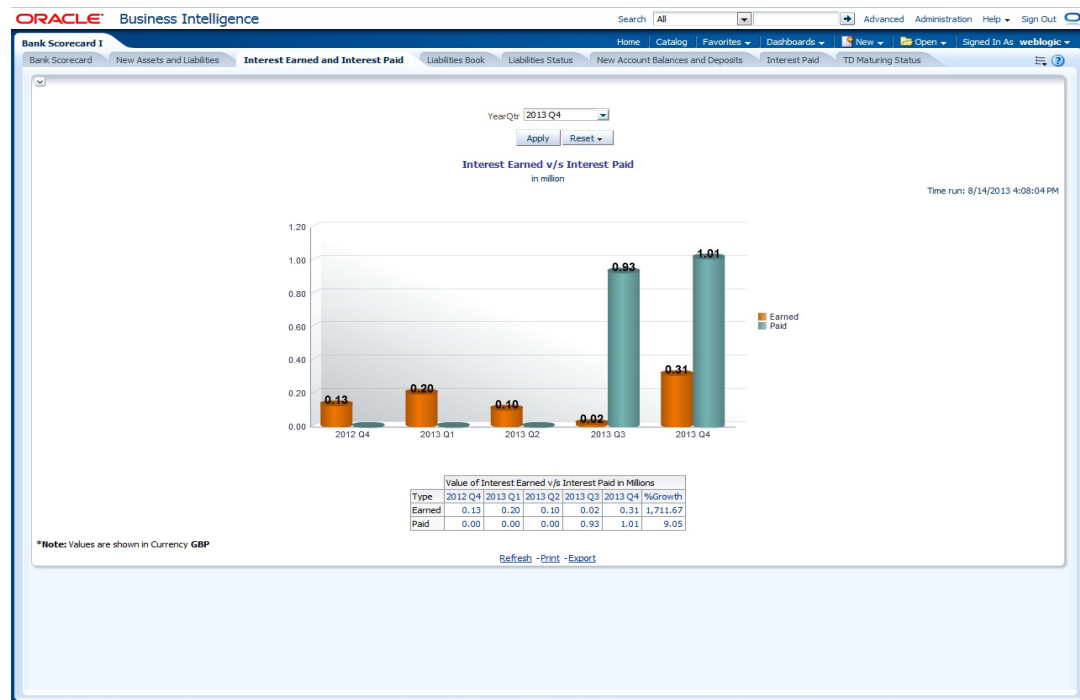 ORACLE Business Intelligence
Search All Advanced Administration Help Sign Out
Bank Scorecard I
Home Catalog Favorites Dashboards New Open Signed In As weblogic
Bank Scorecard New Assets and Liabilities Interest Earned and Interest Paid Liabilities Book Liabilities Status New Account Balances and Deposits Interest Paid TD Maturing Status
YearQtr 2013 Q4
Apply Reset
Interest Earned v/s Interest Paid
in million
Time run: 8/14/2013 4:08:04 PM
1.20
1.00
0.80
0.60
0.40
0.20
0.00
0.13
0.20
0.10
0.02
0.93
0.31
1.01
2012 Q4 2013 Q1 2013 Q2 2013 Q3 2013 Q4
Earned
Paid
Value of Interest Earned v/s Interest Paid in Millions
Type 2012 Q4 2013 Q1 2013 Q2 2013 Q3 2013 Q4 %Growth
Earned 0.13 0.20 0.10 0.02 0.31 1,711.67
Paid 0.00 0.00 0.00 0.93 1.01 9.05
*Note: Values are shown in Currency GBP
Refresh - Print - Export